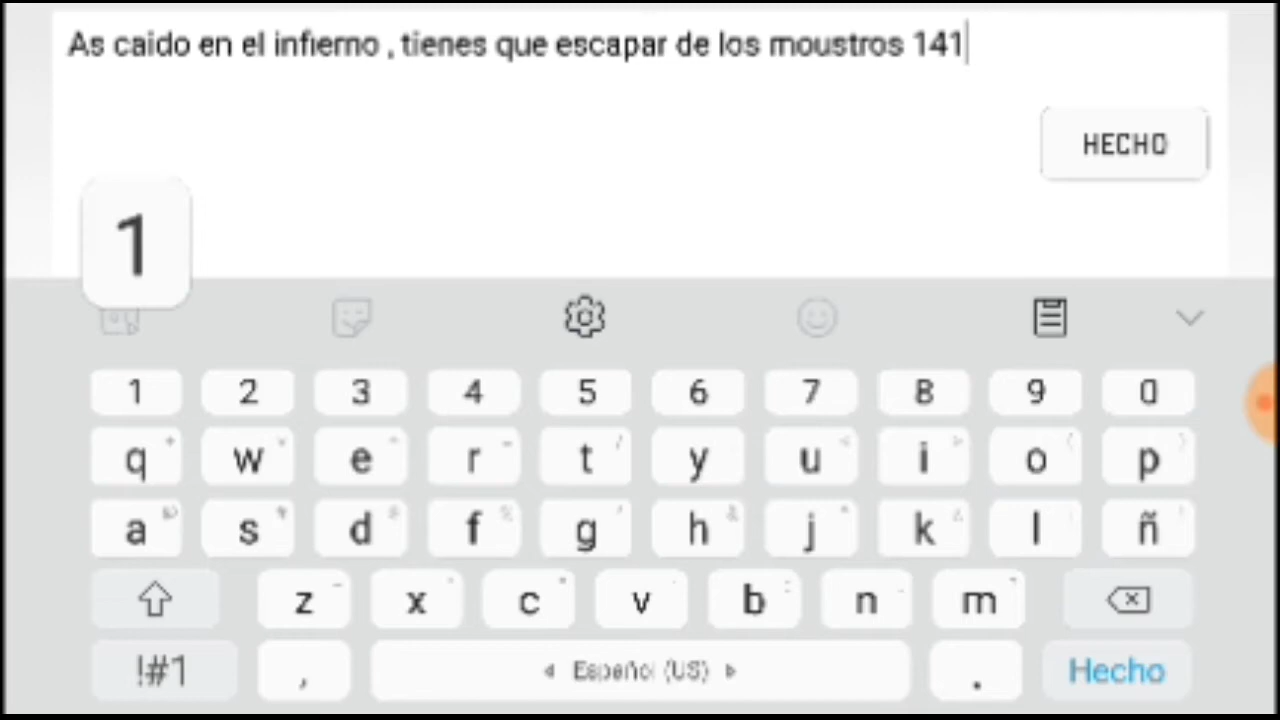 As caido en el infierno , tienes que escapar de los moustros 141
HECHO
1
1 2 3 4 5 6 7 8 9 0
q w e r t y u i o p
a s d f g h j k l ñ
z x c v b n m
!#1 , Español (US) . Hecho